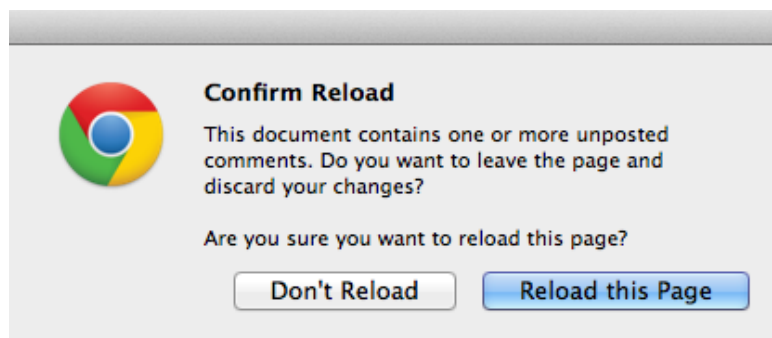 Confirm Reload
This document contains one or more unposted
comments. Do you want to leave the page and
discard your changes?
Are you sure you want to reload this page?
Don't Reload
Reload this Page